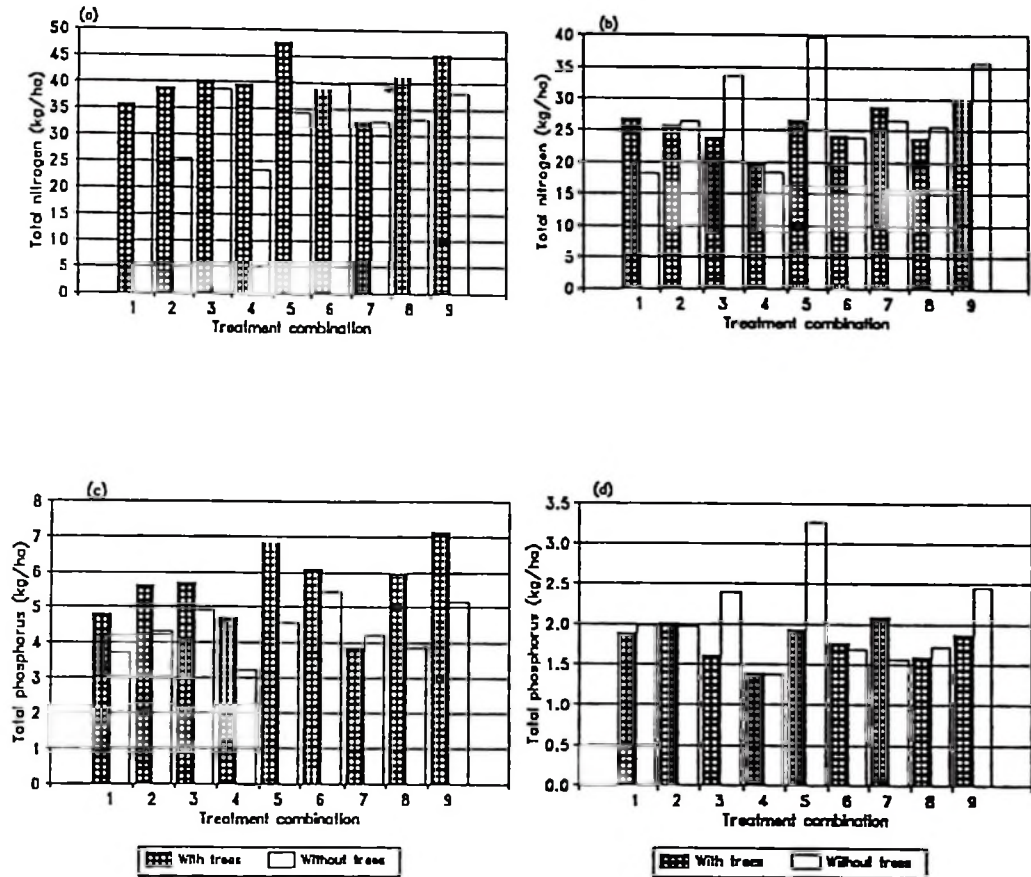 (a)
50
45
40
35
30
25
20
15
10
5
0
Total nitrogen (kg/ha)
1 2 3 4 5 6 7 8 9
Treatment combination
(b)
40
35
30
25
20
15
10
5
0
Total nitrogen (kg/ha)
1 2 3 4 5 6 7 8 9
Treatment combination
(c)
8
7
6
5
4
3
2
1
0
Total phosphorus (kg/ha)
1 2 3 4 5 6 7 8 9
Treatment combination
With trees Without trees
(d)
3.5
3.0
2.5
2.0
1.5
1.0
0.5
0.0
Total phosphorus (kg/ha)
1 2 3 4 5 6 7 8 9
Treatment combination
With trees Without trees